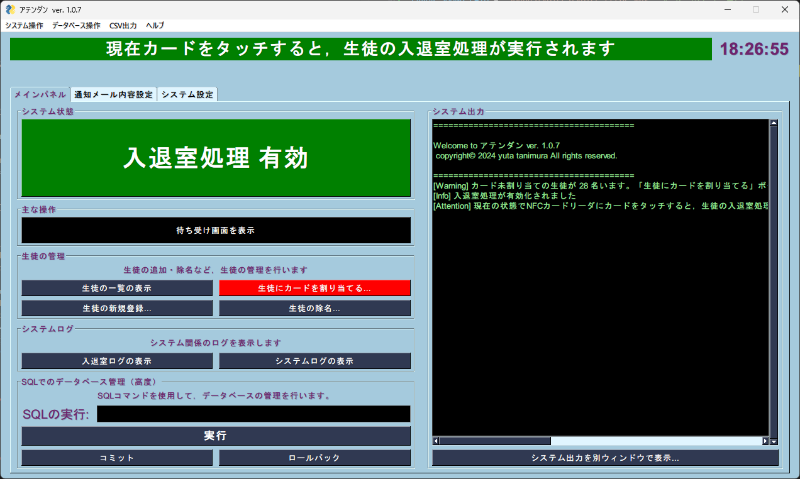 アテンダン ver. 1.0.7
システム操作 データベース操作 CSV出力 ヘルプ
現在カードをタッチすると，生徒の入退室処理が実行されます
18:26:55
メインパネル 通知メール内容設定 システム設定
システム状態
入退室処理 有効
主な操作
待ち受け画面を表示
生徒の管理
生徒の追加・除名など，生徒の管理を行います
生徒の一覧の表示 生徒にカードを割り当てる...
生徒の新規登録... 生徒の除名...
システムログ
システム関係のログを表示します
入退室ログの表示 システムログの表示
SQLでのデータベース管理（高度）
SQLコマンドを使用して，データベースの管理を行います。
SQLの実行:
実行
コミット ロールバック
システム出力
========================================
Welcome to アテンダン ver. 1.0.7
copyright© 2024 yuta tanimura All rights reserved.
========================================
[Warning] カード未割り当ての生徒が 28 名います。「生徒にカードを割り当てる」ボ
[Info] 入退室処理が有効化されました
[Attention] 現在の状態でNFCカードリーダにカードをタッチすると，生徒の入退室処理
システム出力を別ウィンドウで表示...